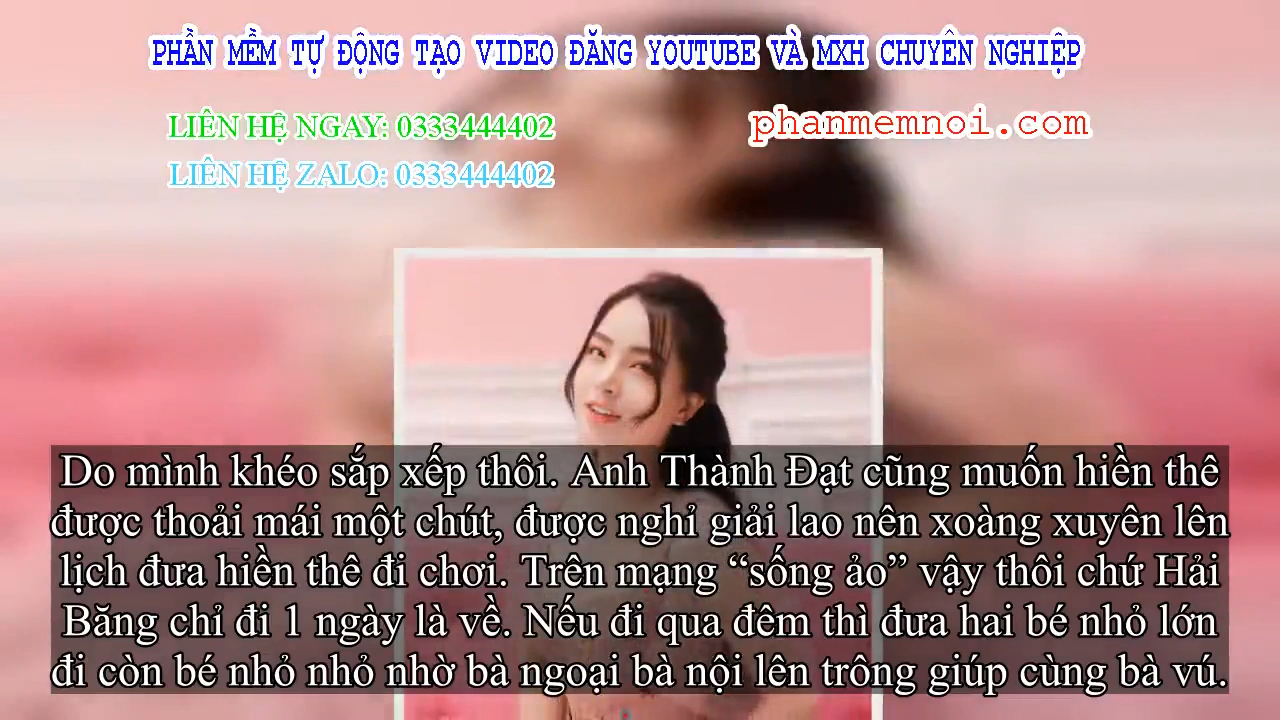 PHẦN MỀM TỰ ĐỘNG TẠO VIDEO ĐĂNG YOUTUBE VÀ MXH CHUYÊN NGHIỆP
LIÊN HỆ NGAY: 0333444402
phanmemnoi.com
LIÊN HỆ ZALO: 0333444402
Do mình khéo sắp xếp thôi. Anh Thành Đạt cũng muốn hiền thê
được thoải mái một chút, được nghỉ giải lao nên xoàng xuyên lên
lịch đưa hiền thê đi chơi. Trên mạng “sống ảo” vậy thôi chứ Hải
Băng chỉ đi 1 ngày là về. Nếu đi qua đêm thì đưa hai bé nhỏ lớn
đi còn bé nhỏ nhỏ nhờ bà ngoại bà nội lên trông giúp cùng bà vú.